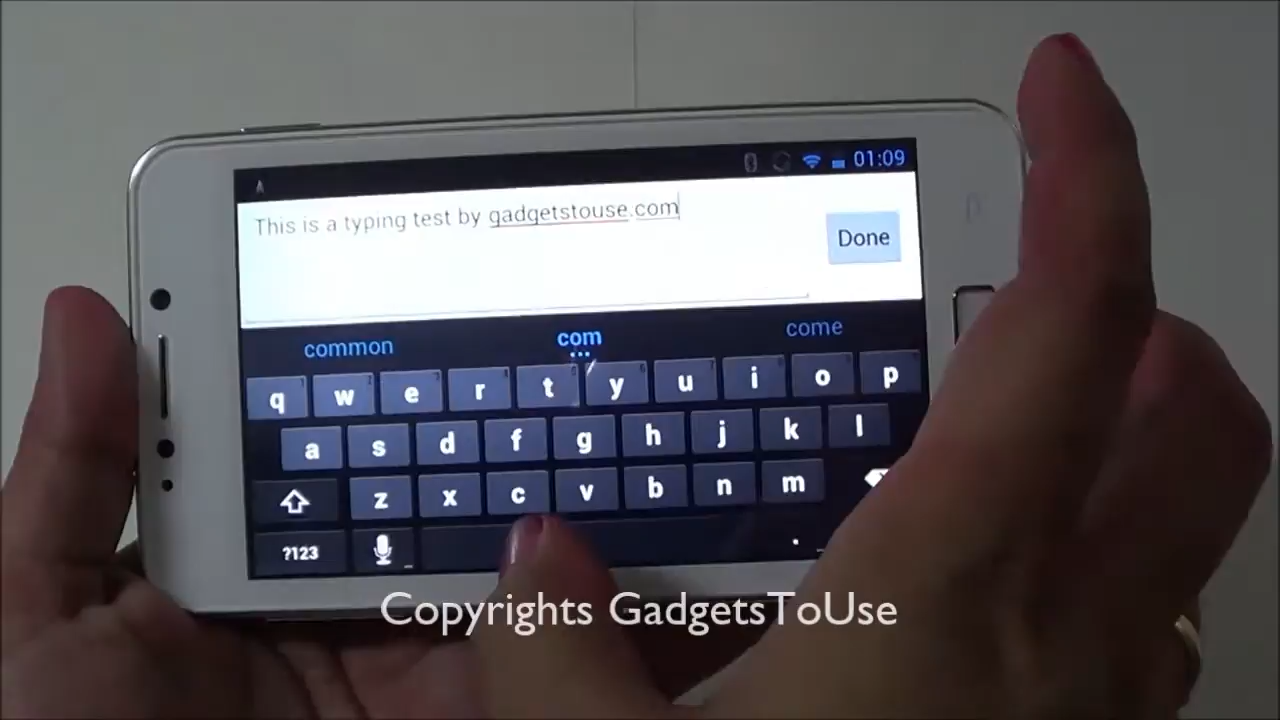 01:09
This is a typing test by gadgetstouse.com
Done
common com come
q w e r t y u i o p
a s d f g h j k l
z x c v b n m
?123 .
Copyrights GadgetsToUse